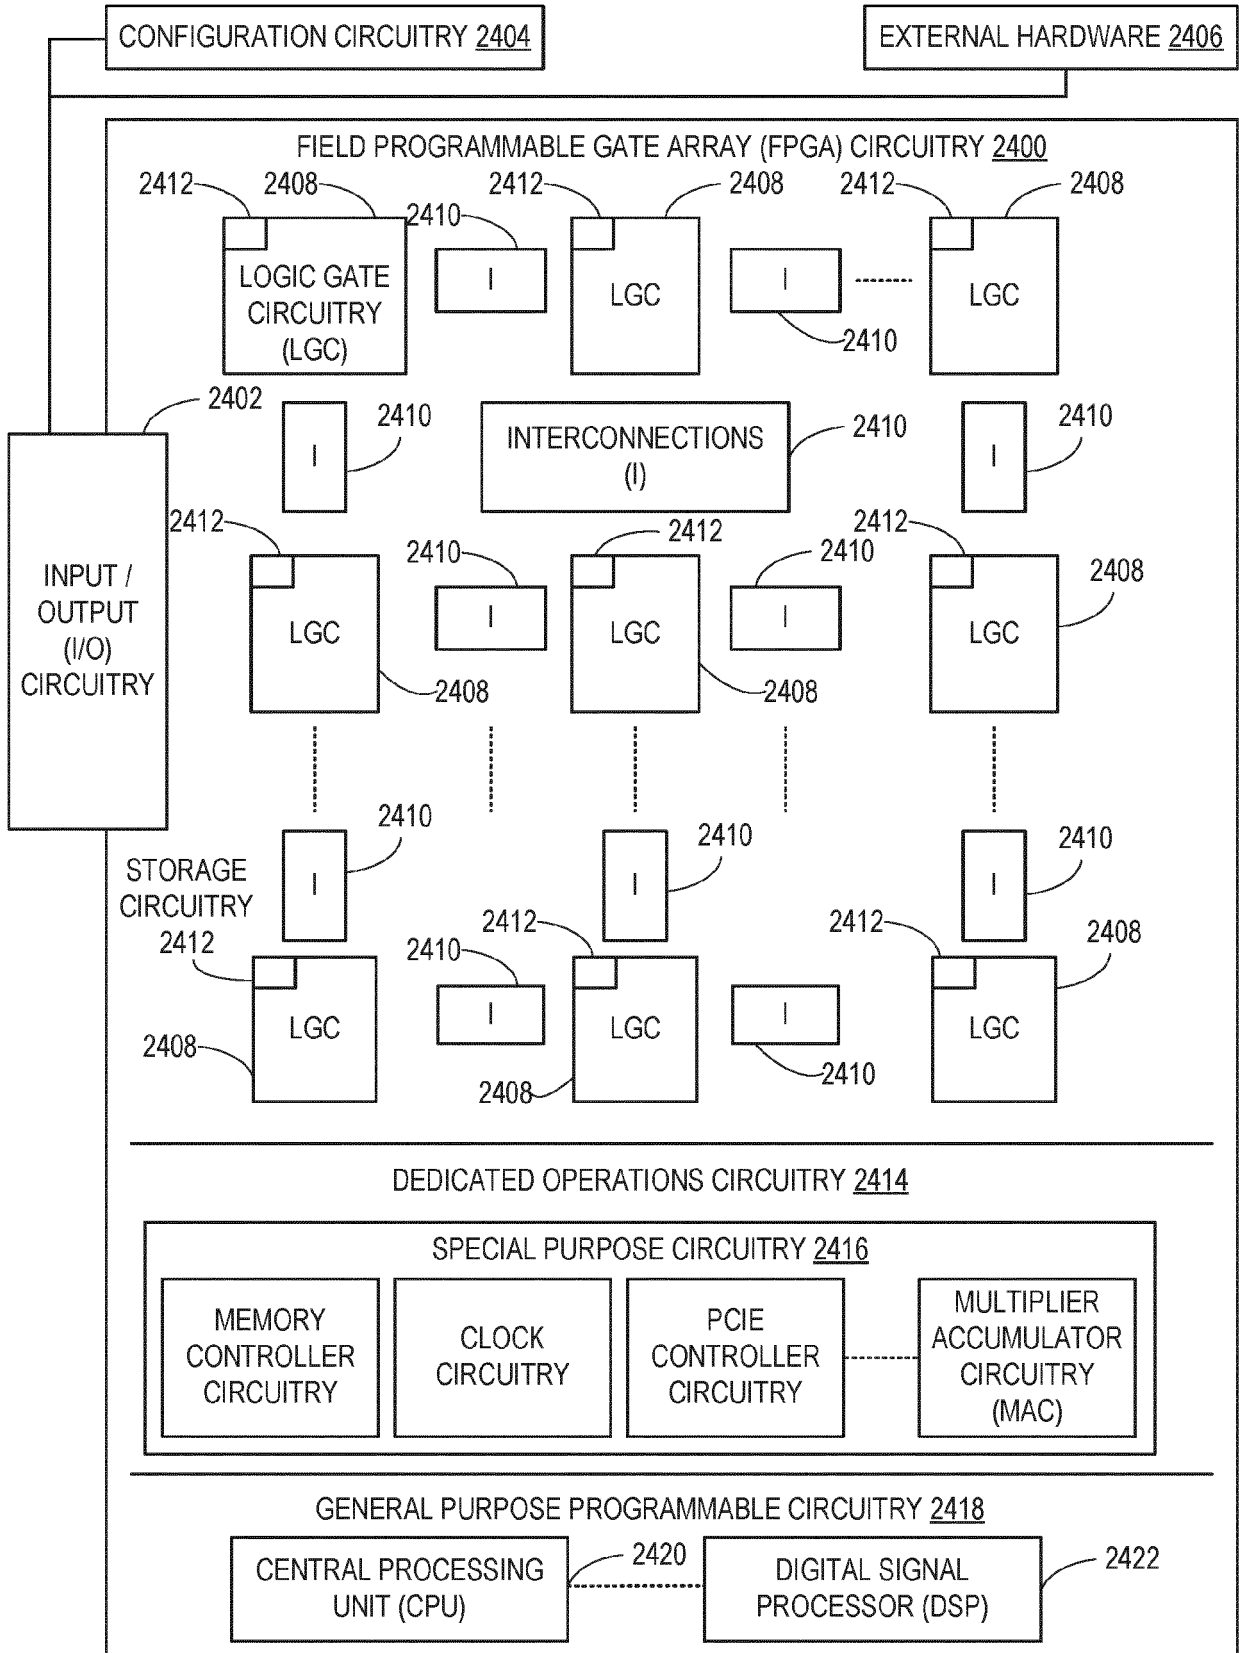 CONFIGURATION CIRCUITRY 2404
EXTERNAL HARDWARE 2406
FIELD PROGRAMMABLE GATE ARRAY (FPGA) CIRCUITRY 2400
2412 2408 2410 2412 2408 2412 2408
LOGIC GATE
CIRCUITRY
(LGC)
I
LGC
I
LGC
2410
2402
2410
INTERCONNECTIONS
(I)
2410
2410
I
I
2412
2410
2412
2410
2412
2408
INPUT /
OUTPUT
(I/O)
CIRCUITRY
LGC
I
LGC
I
LGC
2408
2408
2410
2410
2410
STORAGE
CIRCUITRY
2412
I
I
I
2410
2412
2412
2408
LGC
I
LGC
I
LGC
2408
2408
2410
DEDICATED OPERATIONS CIRCUITRY 2414
SPECIAL PURPOSE CIRCUITRY 2416
MEMORY
CONTROLLER
CIRCUITRY
CLOCK
CIRCUITRY
PCIE
CONTROLLER
CIRCUITRY
MULTIPLIER
ACCUMULATOR
CIRCUITRY
(MAC)
GENERAL PURPOSE PROGRAMMABLE CIRCUITRY 2418
CENTRAL PROCESSING
UNIT (CPU)
2420
DIGITAL SIGNAL
PROCESSOR (DSP)
2422